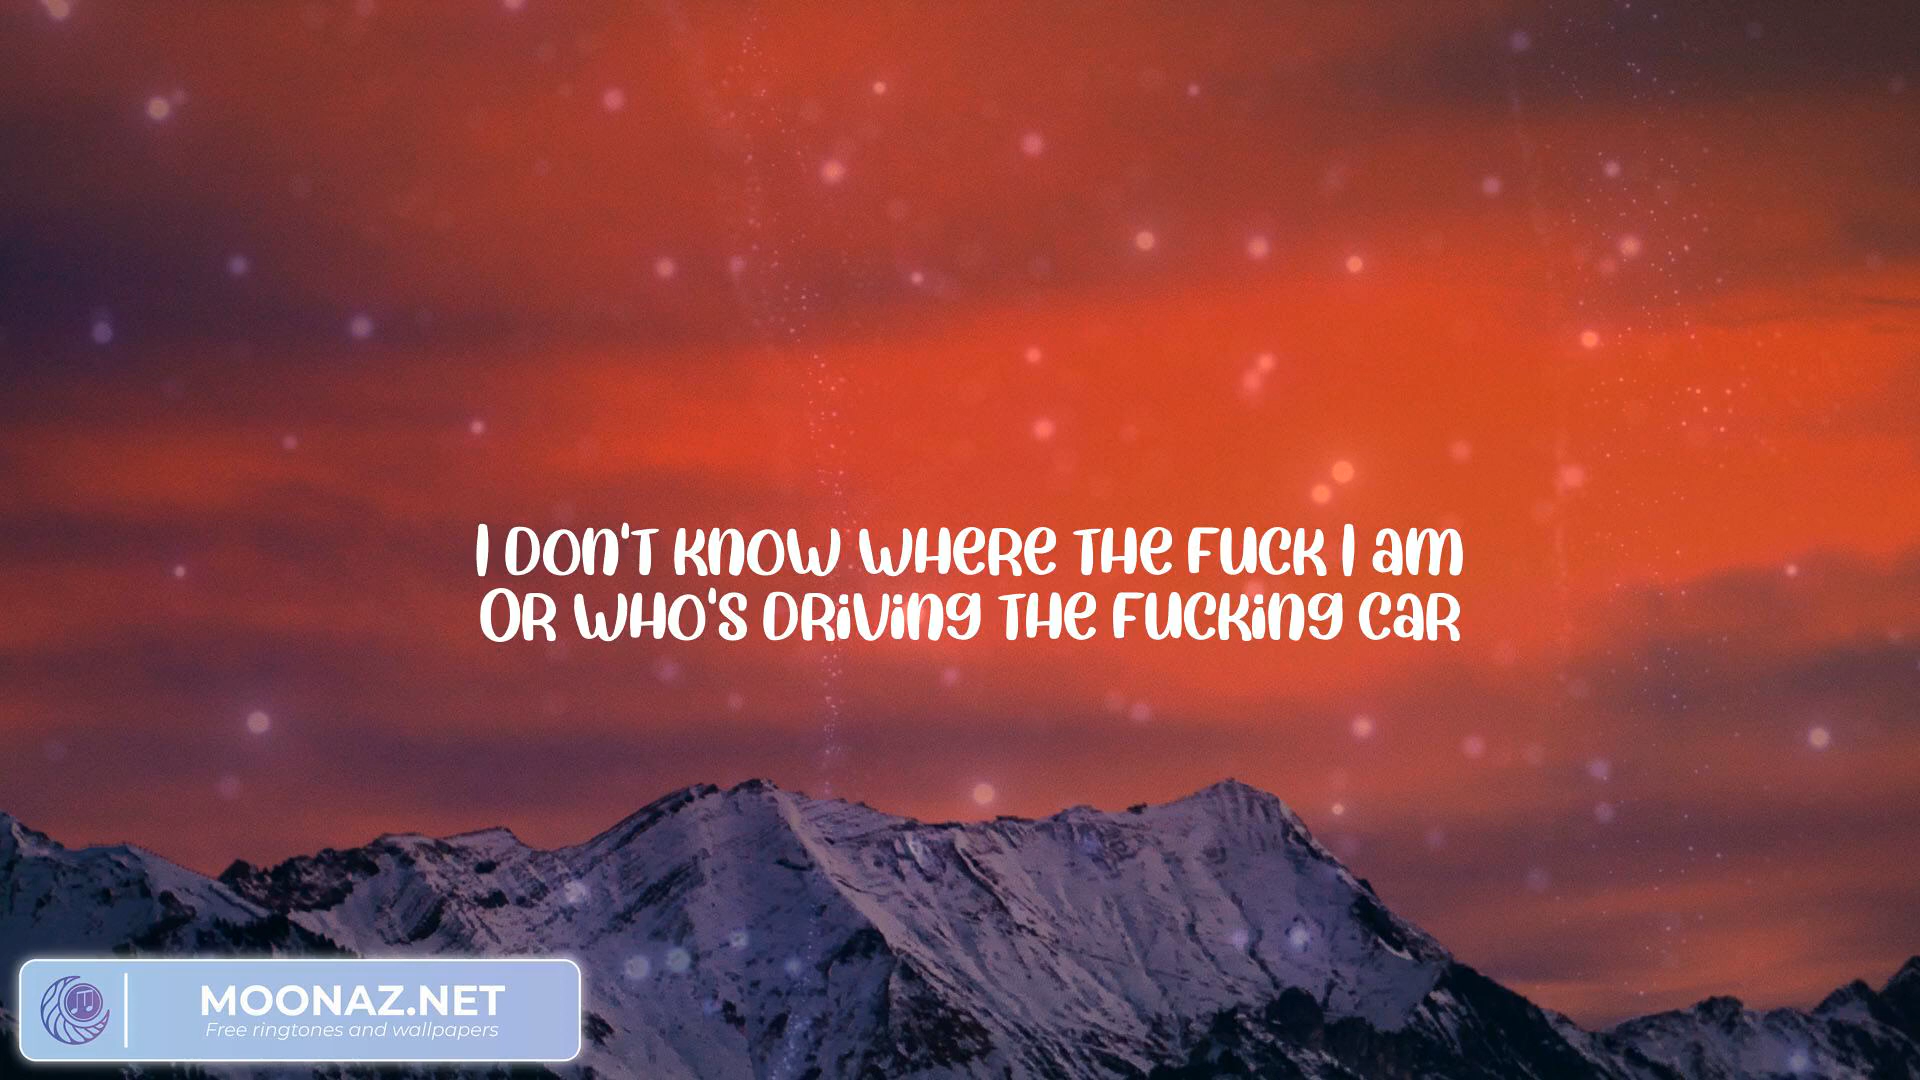 I DON'T KNOW WHERE THE FUCK I AM
OR WHO'S DRIVING THE FUCKING CAR
MOONAZ.NET
Free ringtones and wallpapers